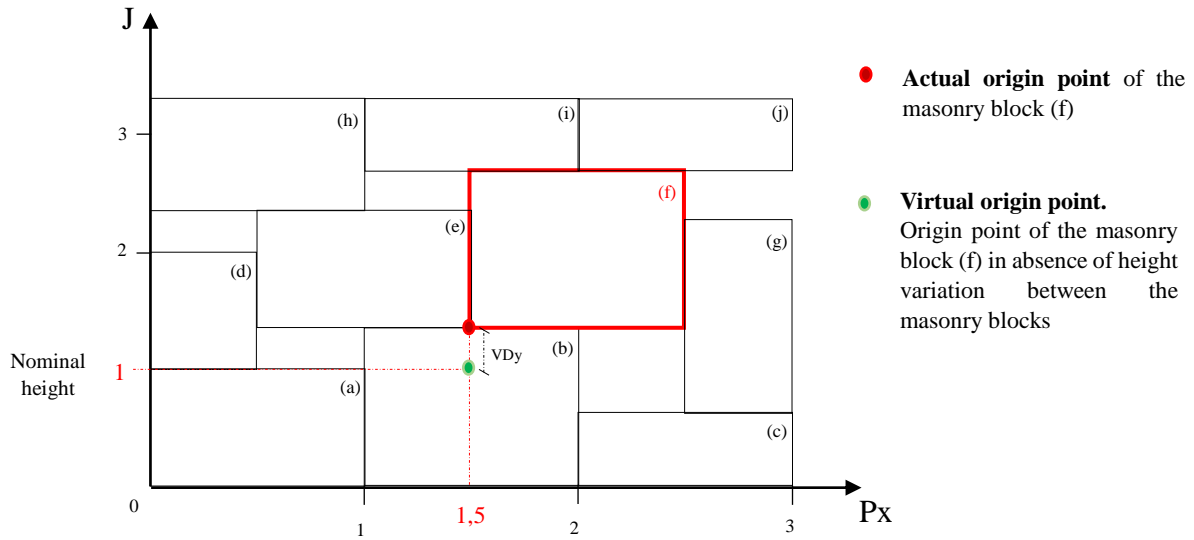 J
3
(h)
(i)
(j)
2
(d)
(e)
(f)
(g)
VDy
(b)
Nominal
height
1
(a)
(c)
0
1
1,5
2
3
Px
Actual origin point of the
masonry block (f)
Virtual origin point.
Origin point of the masonry
block (f) in absence of height
variation between the
masonry blocks